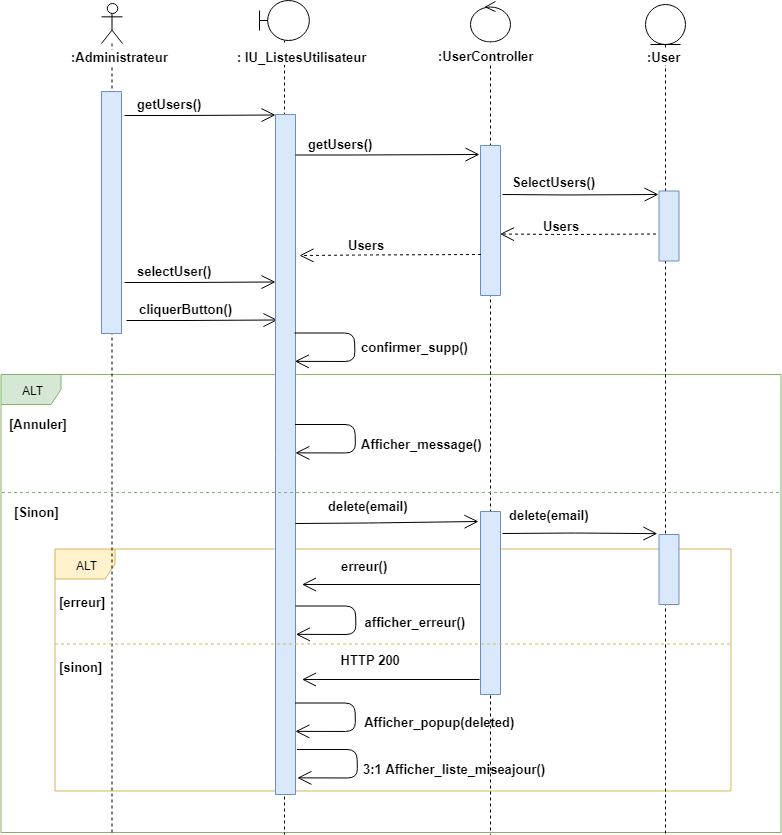 :Administrateur
: IU_ListesUtilisateur
:UserController
:User
getUsers()
getUsers()
SelectUsers()
Users
Users
selectUser()
cliquerButton()
confirmer_supp()
ALT
[Annuler]
Afficher_message()
[Sinon]
delete(email)
delete(email)
ALT
erreur()
[erreur]
afficher_erreur()
HTTP 200
[sinon]
Afficher_popup(deleted)
3:1 Afficher_liste_miseajour()